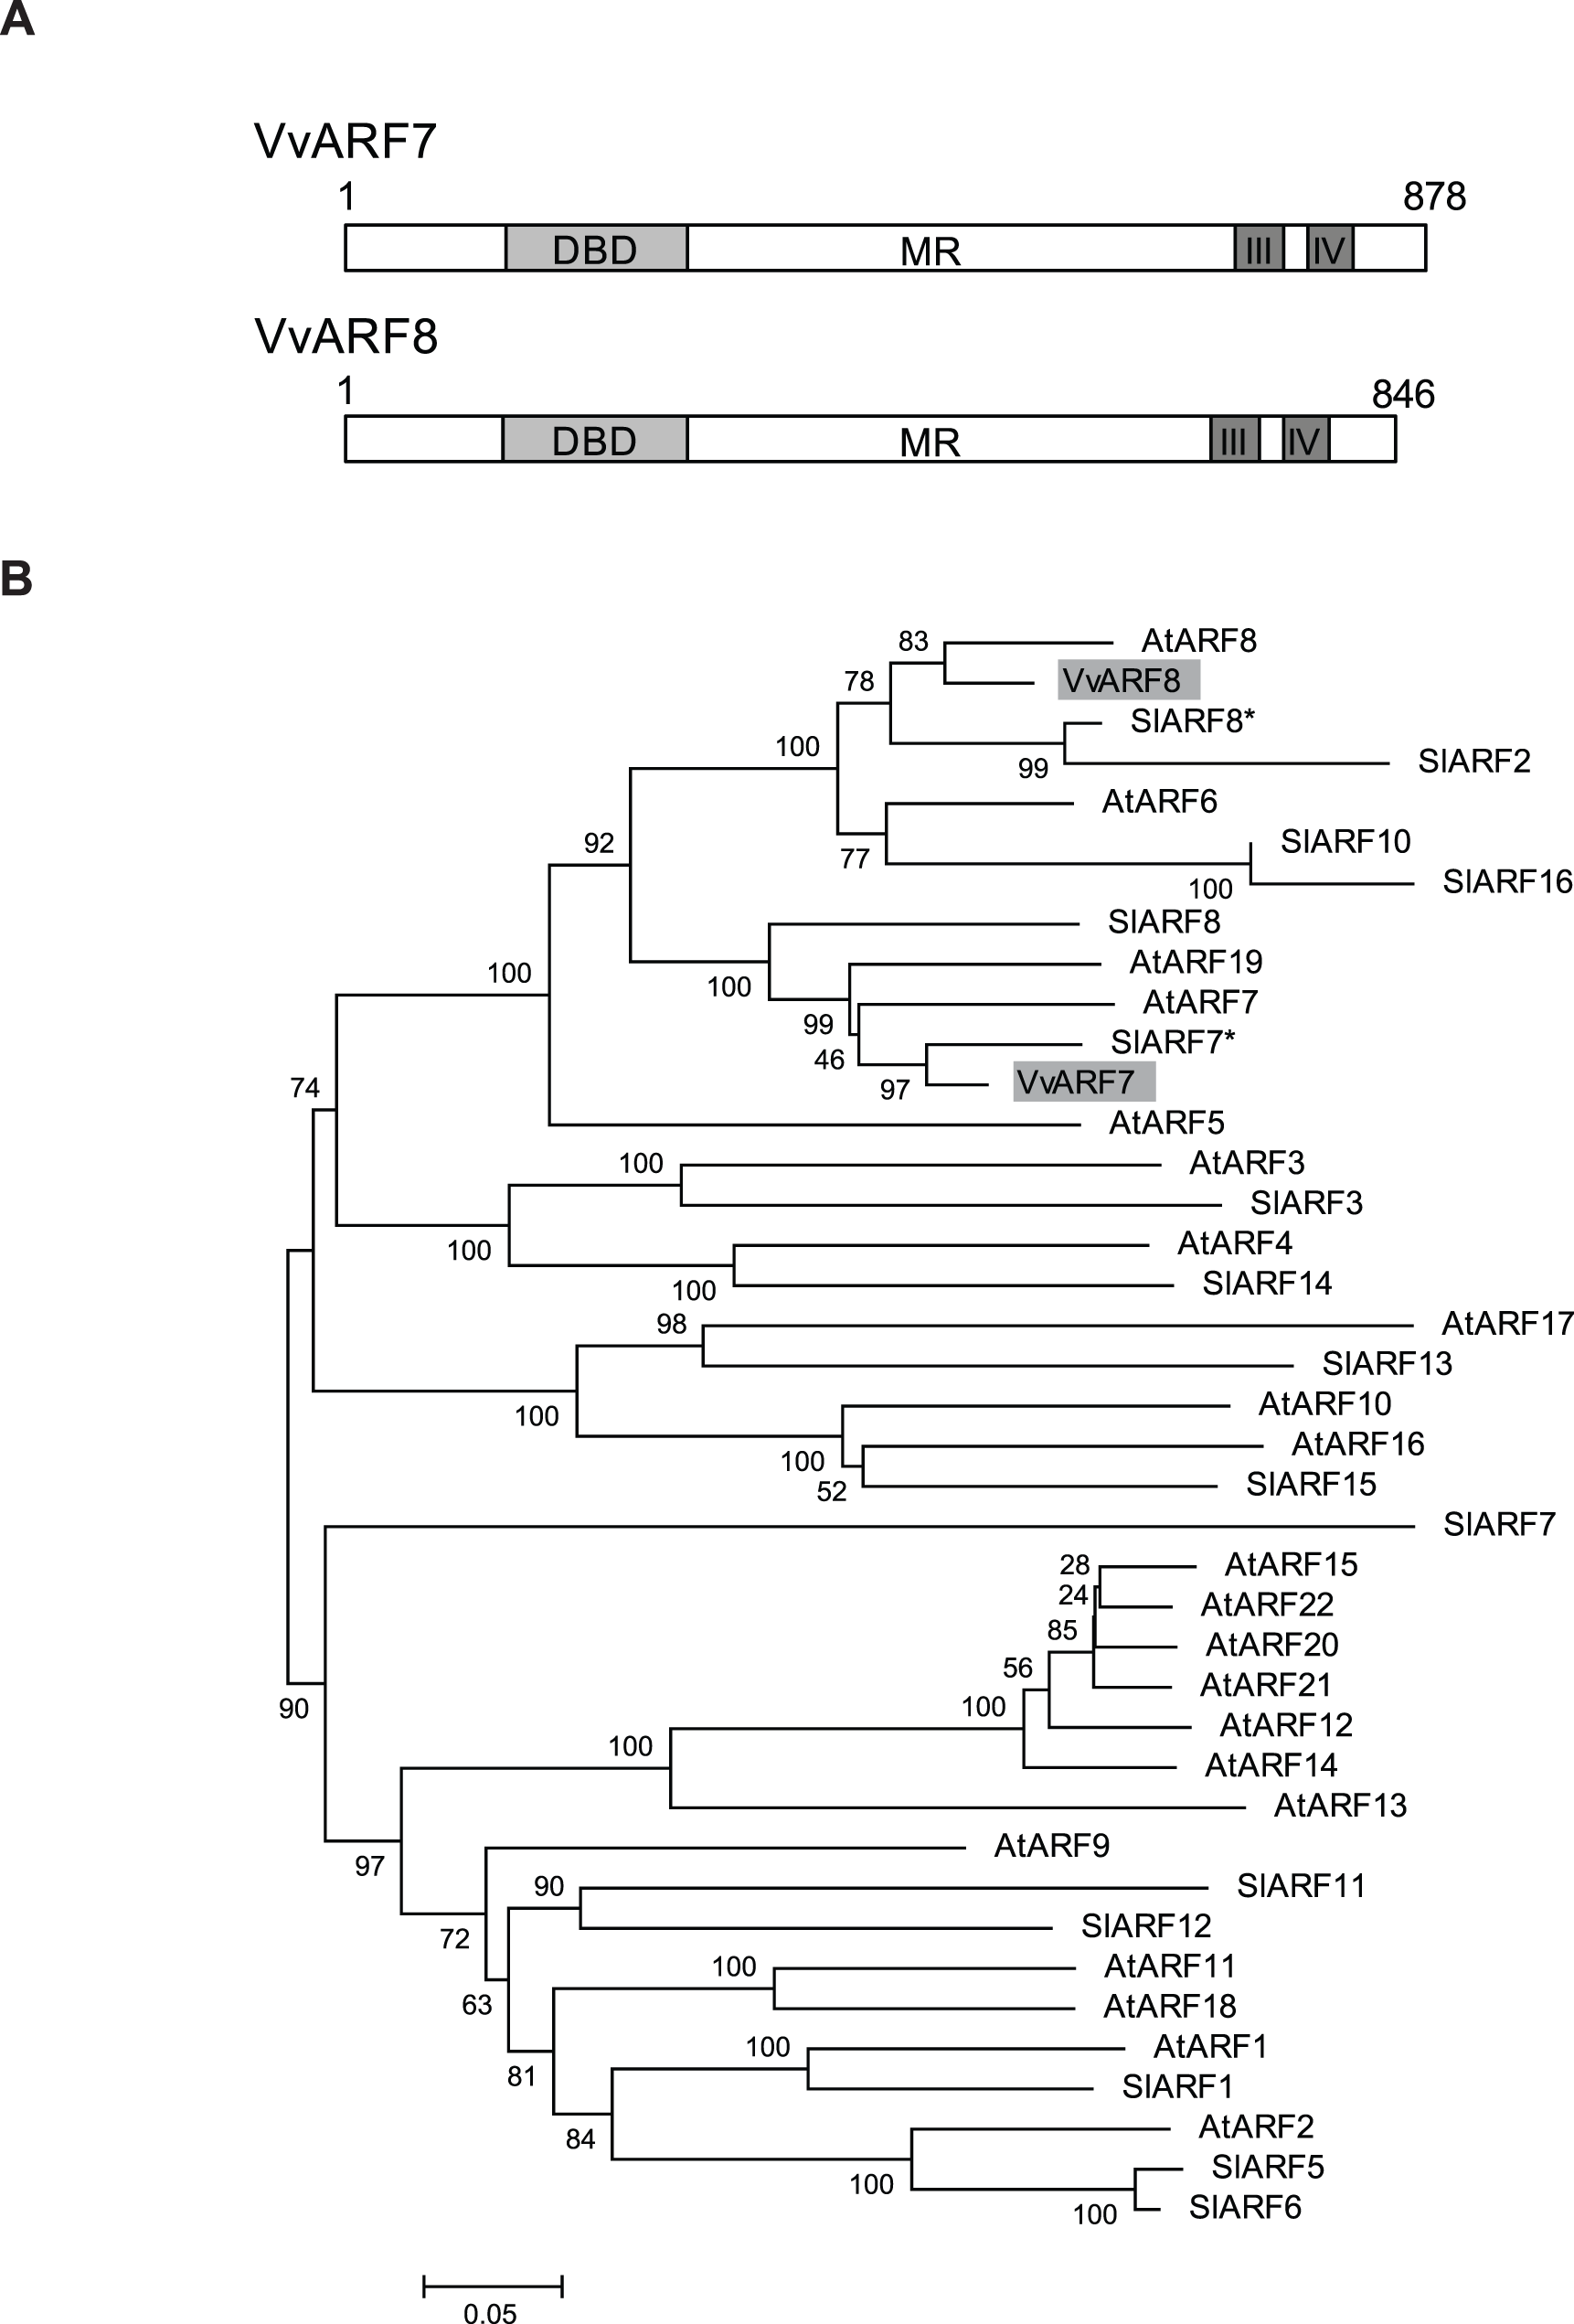 A
VvARF7
1 878
DBD MR III IV
VvARF8
1 846
DBD MR III IV
B
83 AtARF8
78 VvARF8
SlARF8*
100
99 SlARF2
AtARF6
92 77 SlARF10
100 SlARF16
SlARF8
100 100 AtARF19
AtARF7
99
46 SlARF7*
74 97 VvARF7
AtARF5
100 AtARF3
SlARF3
100 AtARF4
100 SlARF14
98 AtARF17
SlARF13
100 AtARF10
100 AtARF16
52 SlARF15
SlARF7
28 AtARF15
24 AtARF22
85 AtARF20
56 AtARF21
90 100 AtARF12
100 AtARF14
AtARF13
97 AtARF9
90 SlARF11
72 SlARF12
100 AtARF11
63 AtARF18
100 AtARF1
81 SlARF1
84 AtARF2
100 SlARF5
100 SlARF6
0.05